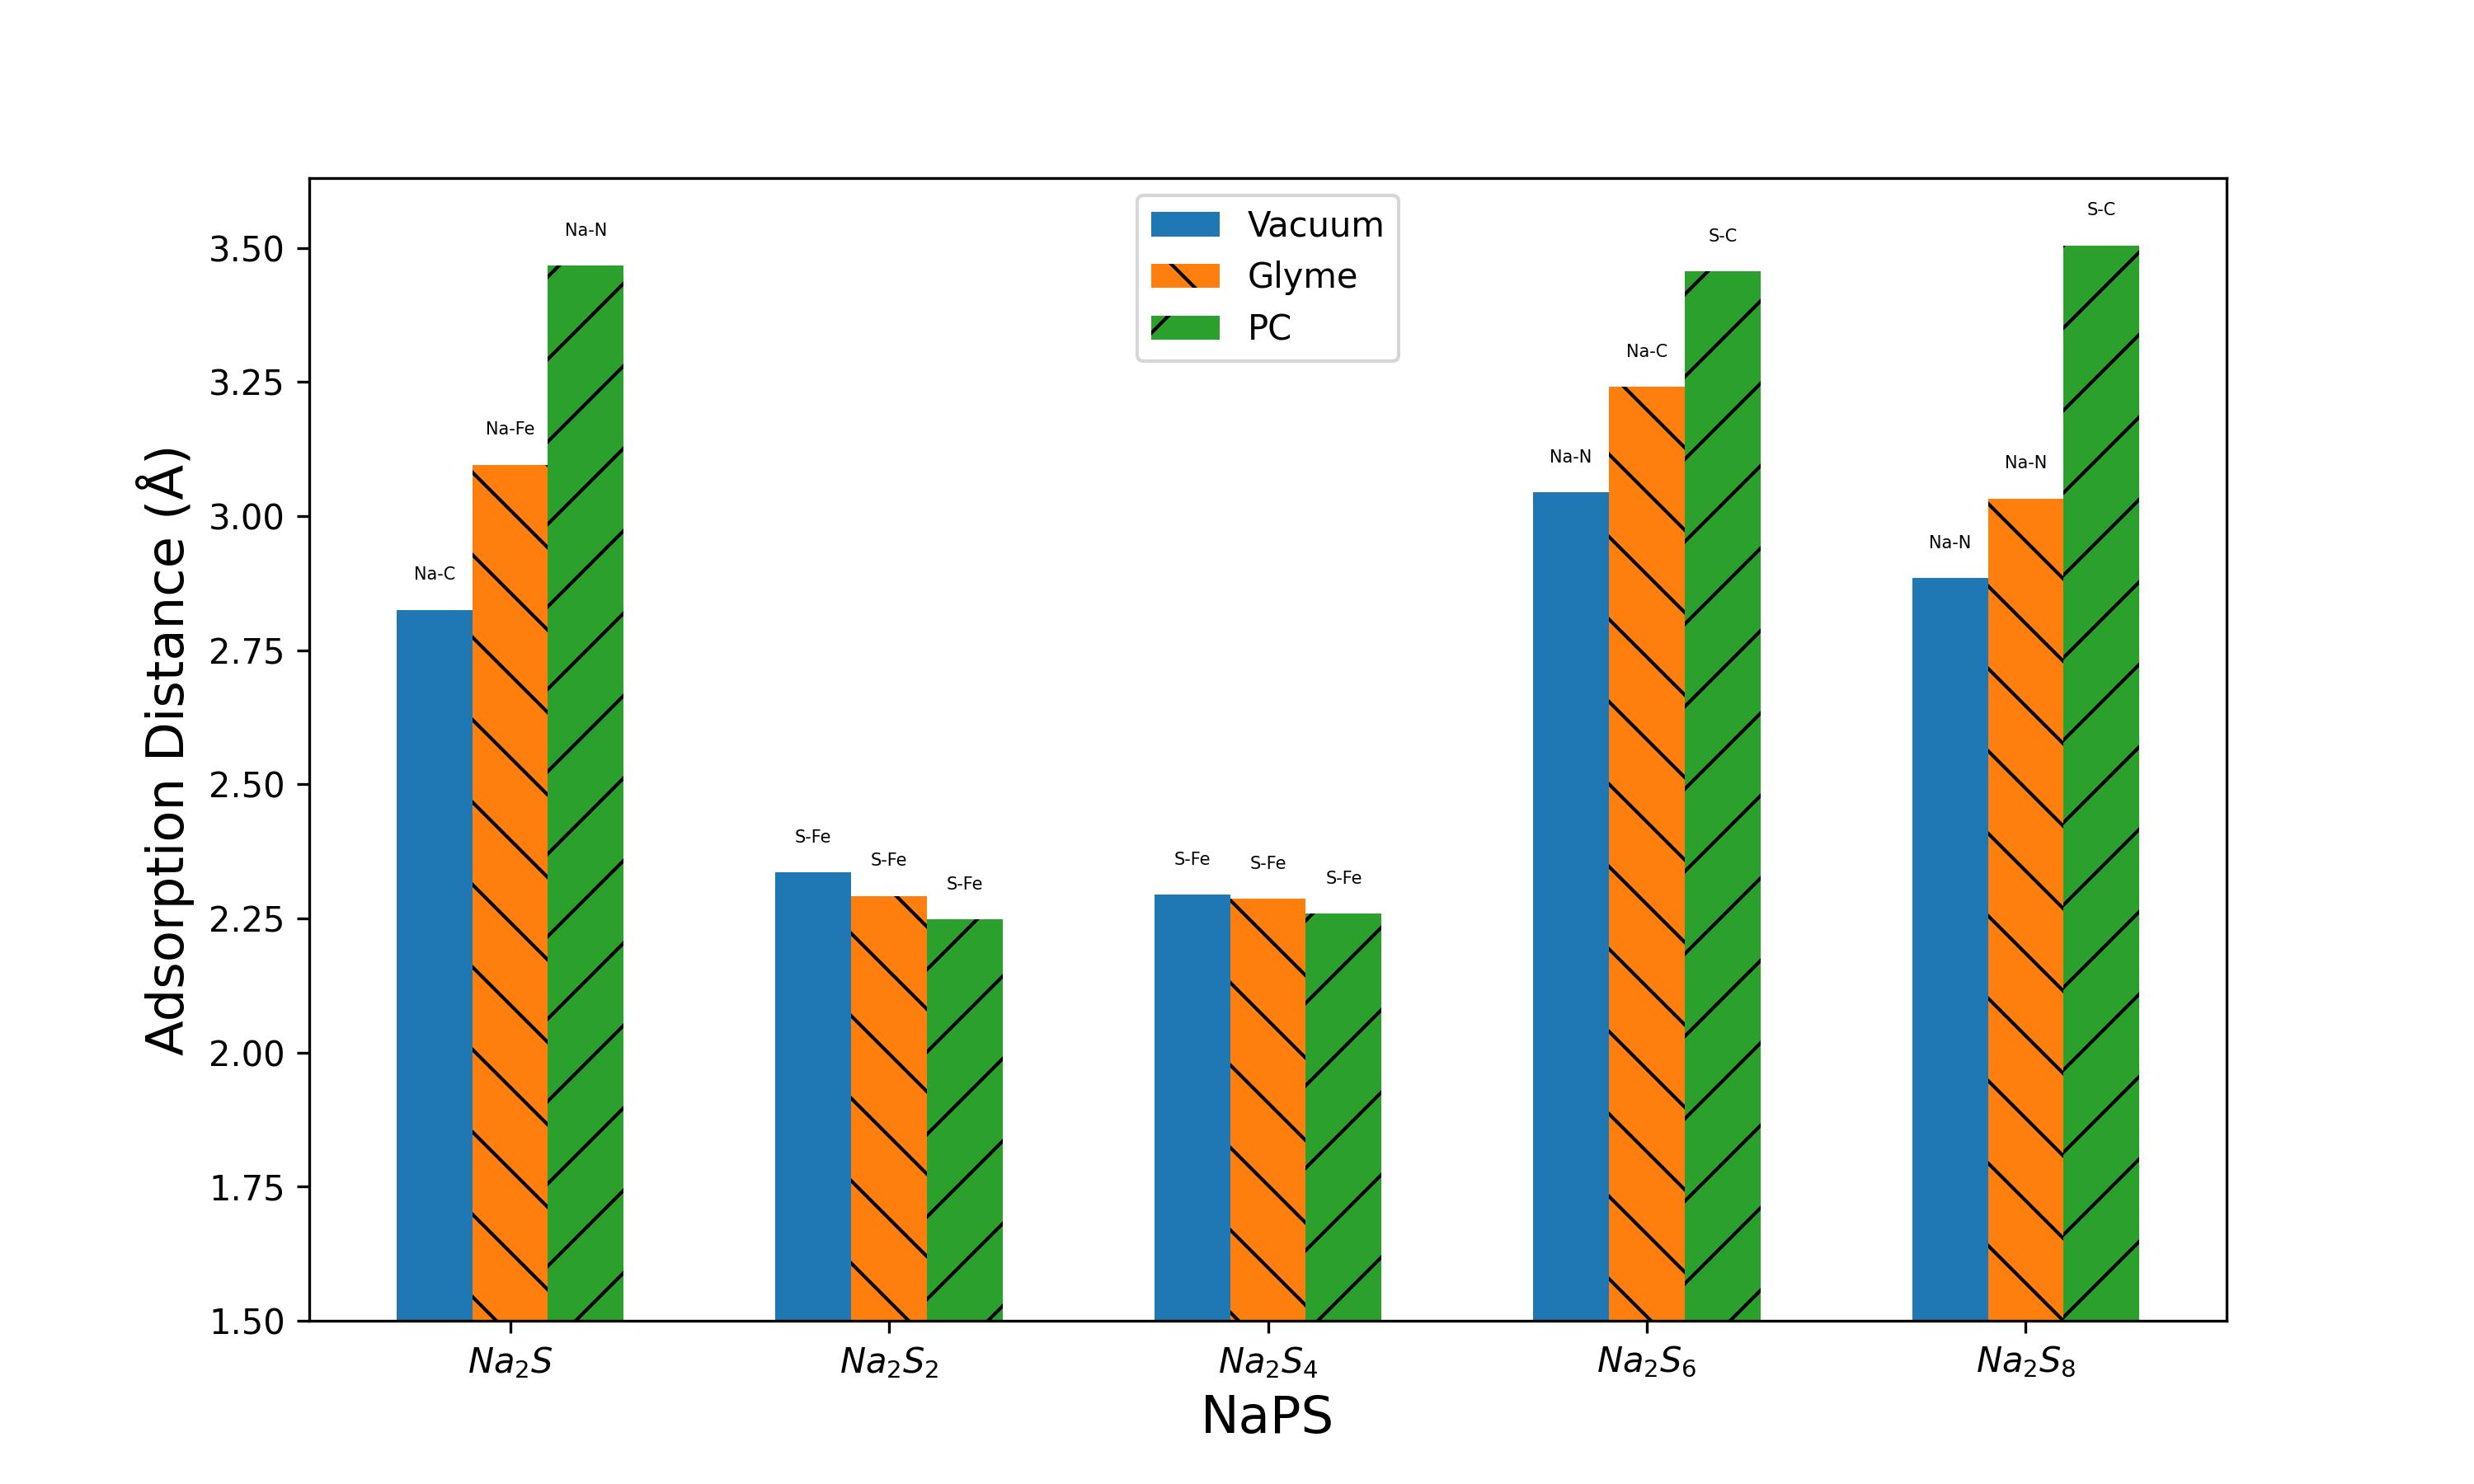 Vacuum
Glyme
PC
Adsorption Distance (Å)
3.50
3.25
3.00
2.75
2.50
2.25
2.00
1.75
1.50
Na-C
Na-Fe
Na-N
S-Fe
S-Fe
S-Fe
S-Fe
S-Fe
S-Fe
Na-N
Na-C
S-C
Na-N
Na-N
S-C
Na₂S
Na₂S₂
Na₂S₄
Na₂S₆
Na₂S₈
NaPS